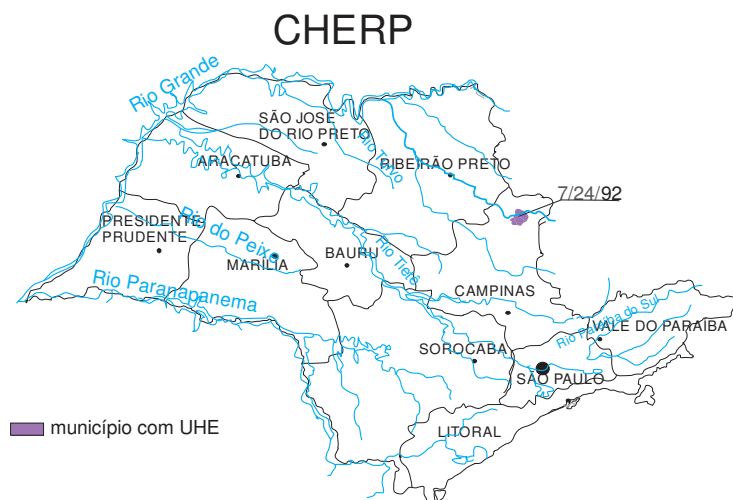 CHERP
Rio Grande
SÃO JOSÉ
DO RIO PRETO
Rio Turvo
ARAÇATUBA
RIBEIRÃO PRETO
7/24/92
PRESIDENTE
PRUDENTE
Rio do Peixe
MARÍLIA
BAURU
Rio Tietê
Rio Paranapanema
CAMPINAS
Rio Paraíba do Sul
VALE DO PARAÍBA
SOROCABA
SÃO PAULO
município com UHE
LITORAL